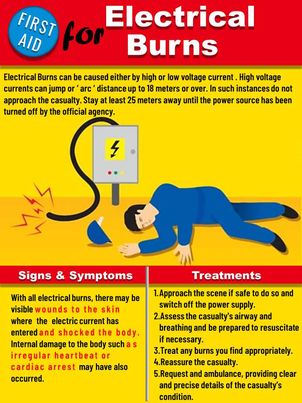 FIRST
AID
for
Electrical
Burns
Electrical Burns can be caused either by high or low voltage current . High voltage
currents can jump or ‘ arc ’ distance up to 18 meters or over. In such instances do not
approach the casualty. Stay at least 25 meters away until the power source has been
turned off by the official agency.
Signs & Symptoms
With all electrical burns, there may be
visible wounds to the skin
where the electric current has
entered and shocked the body.
Internal damage to the body such as
irregular heartbeat or
cardiac arrest may have also
occurred.
Treatments
1.Approach the scene if safe to do so and
switch off the power supply.
2.Assess the casualty's airway and
breathing and be prepared to resuscitate
if necessary.
3.Treat any burns you find appropriately.
4.Reassure the casualty.
5.Request and ambulance, providing clear
and precise details of the casualty's
condition.